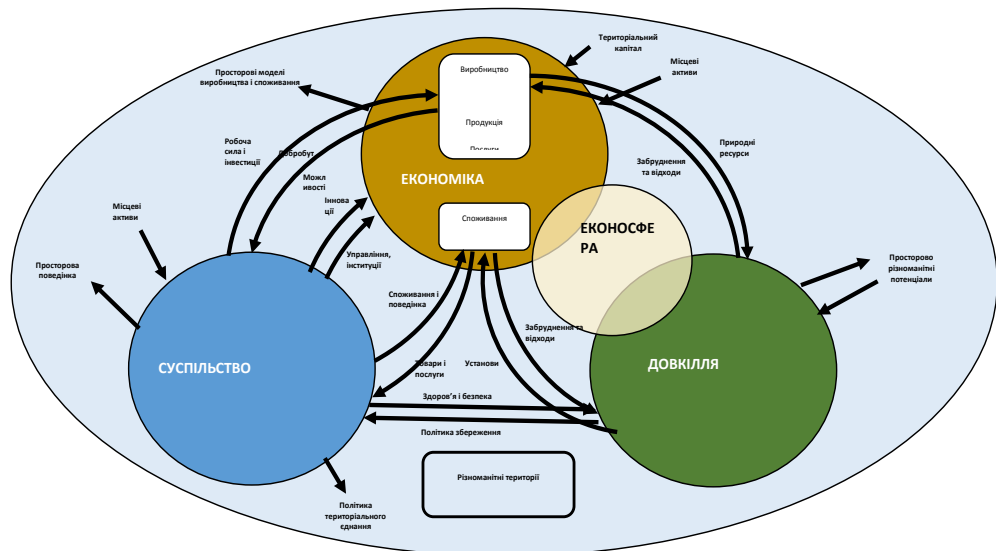 Територіальний
капітал
Виробництво
Просторові моделі
виробництва і споживання
Місцеві
активи
Продукція
Послуги
Робоча
сила і
інвестиції
Добробут
Природні
ресурси
Забруднення
та відходи
ЕКОНОМІКА
Можл
ивості
Іннова
ції
Місцеві
активи
Споживання
ЕКОНОСФЕ
РА
Управління,
інституції
Просторова
поведінка
Просторово
різноманітні
потенціали
Споживання і
поведінка
Забруднення та
відходи
СУСПІЛЬСТВО
Товари і
послуги
Установи
ДОВКІЛЛЯ
Здоров'я і безпека
Політика збереження
Різноманітні території
Політика
територіального
єднання